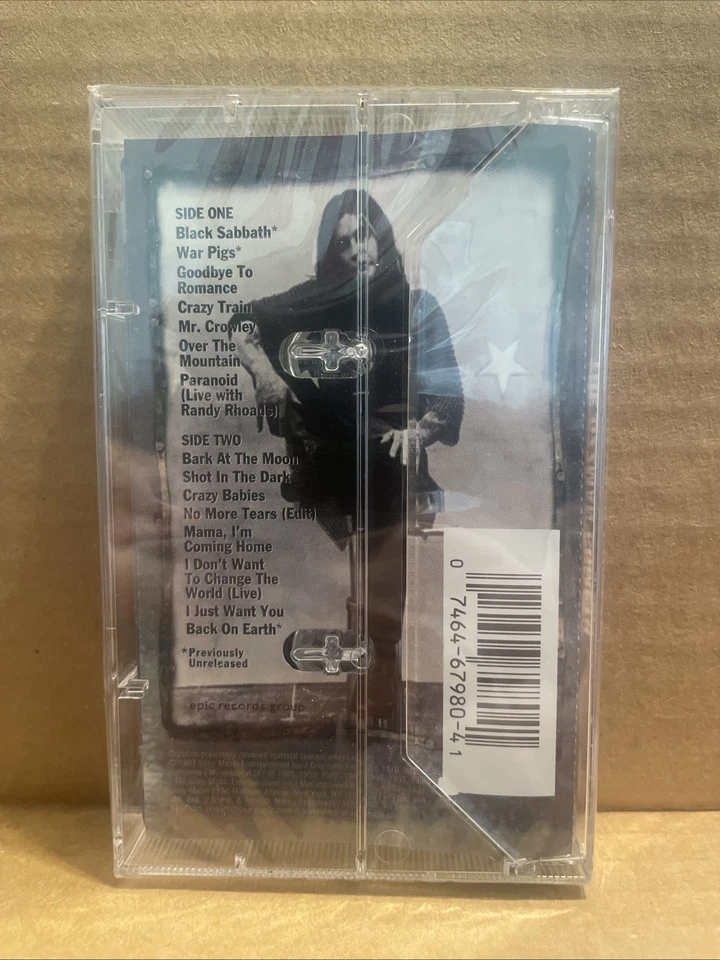 SIDE ONE
Black Sabbath*
War Pigs*
Goodbye To
Romance
Crazy Train
Mr. Crowley
Over The
Mountain
Paranoid
(Live with
Randy Rhoads)
SIDE TWO
Bark At The Moon
Shot In The Dark
Crazy Babies
No More Tears (Edit)
Mama, I'm
Coming Home
I Don't Want
To Change The
World (Live)
I Just Want You
Back On Earth*
*Previously
Unreleased
epic records group
0 7464-67980-4 1